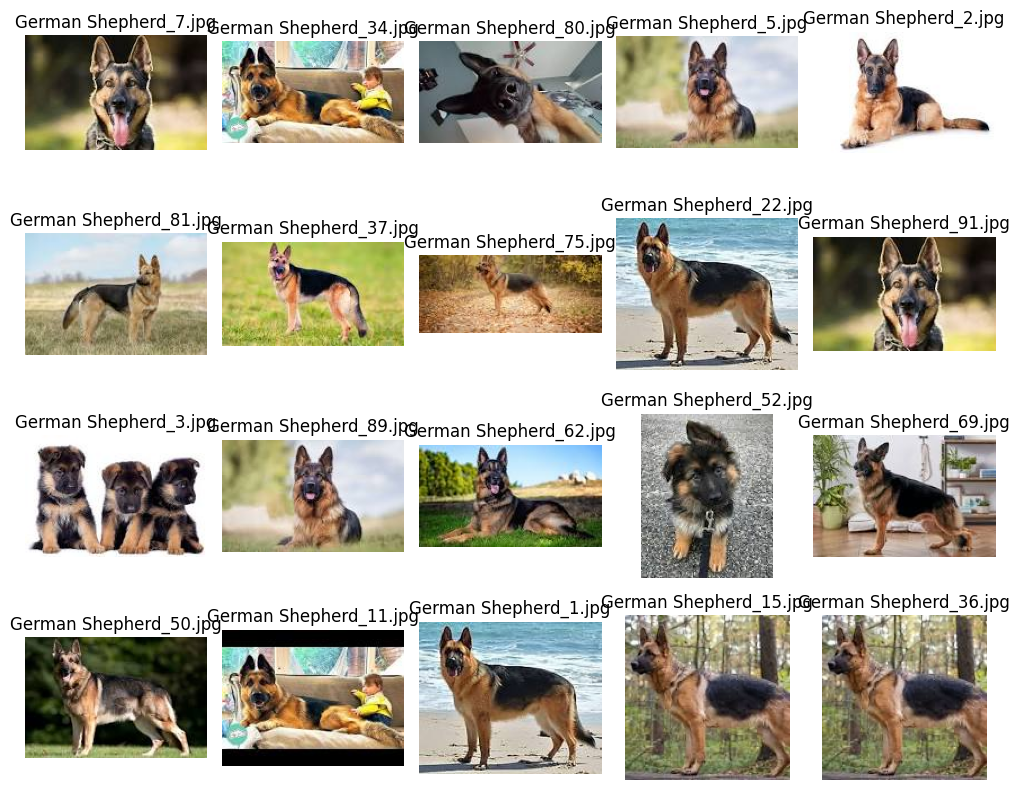 German Shepherd_7.jpg
German Shepherd_34.jpg
German Shepherd_80.jpg
German Shepherd_5.jpg
German Shepherd_2.jpg
German Shepherd_81.jpg
German Shepherd_37.jpg
German Shepherd_75.jpg
German Shepherd_22.jpg
German Shepherd_91.jpg
German Shepherd_3.jpg
German Shepherd_89.jpg
German Shepherd_62.jpg
German Shepherd_52.jpg
German Shepherd_69.jpg
German Shepherd_50.jpg
German Shepherd_11.jpg
German Shepherd_1.jpg
German Shepherd_15.jpg
German Shepherd_36.jpg